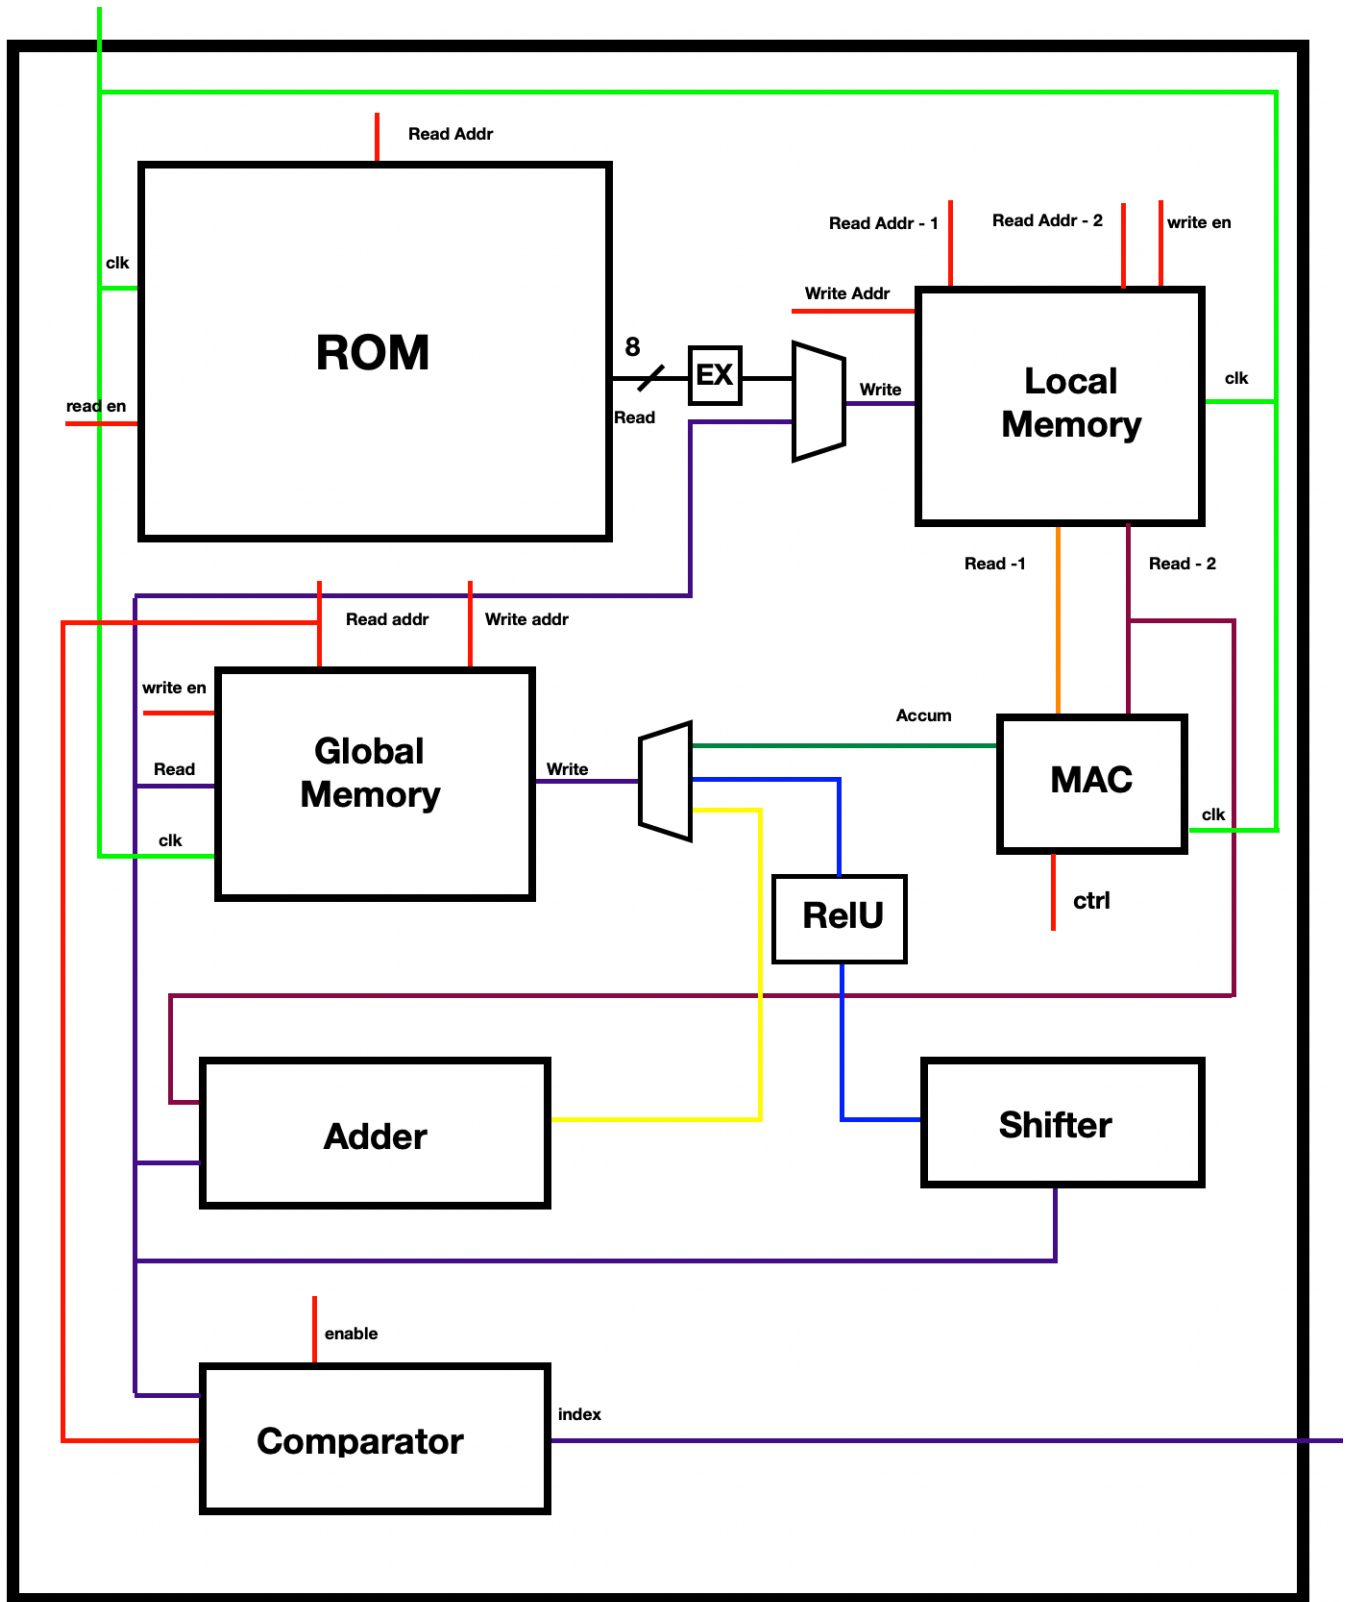 Read Addr
Read Addr - 1
Read Addr - 2
write en
clk
Write Addr
ROM
8
EX
Read
read en
Write
Local
Memory
clk
Read -1
Read - 2
Read addr
Write addr
write en
Global
Memory
Read
clk
Write
Accum
MAC
clk
ctrl
RelU
Adder
Shifter
enable
Comparator
index